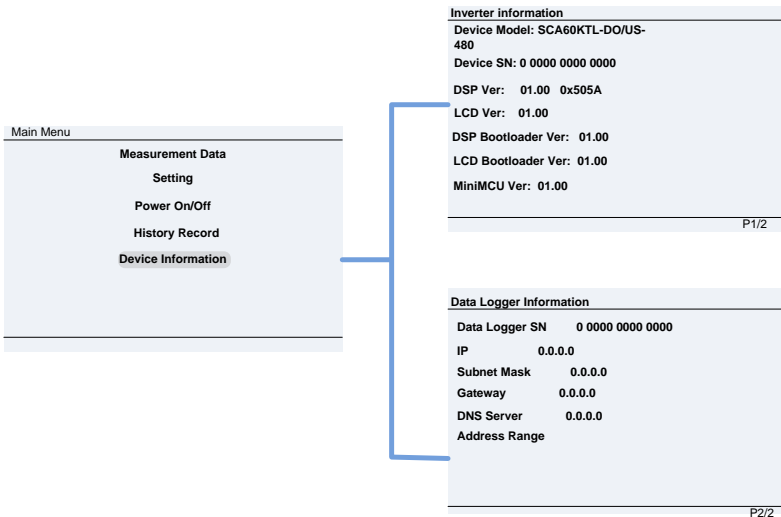 Main Menu
Measurement Data
Setting
Power On/Off
History Record
Device Information
Inverter information
Device Model: SCA60KTL-DO/US-
480
Device SN: 0 0000 0000 0000
DSP Ver: 01.00 0x505A
LCD Ver: 01.00
DSP Bootloader Ver: 01.00
LCD Bootloader Ver: 01.00
MiniMCU Ver: 01.00
P1/2
Data Logger Information
Data Logger SN 0 0000 0000 0000
IP 0.0.0.0
Subnet Mask 0.0.0.0
Gateway 0.0.0.0
DNS Server 0.0.0.0
Address Range
P2/2